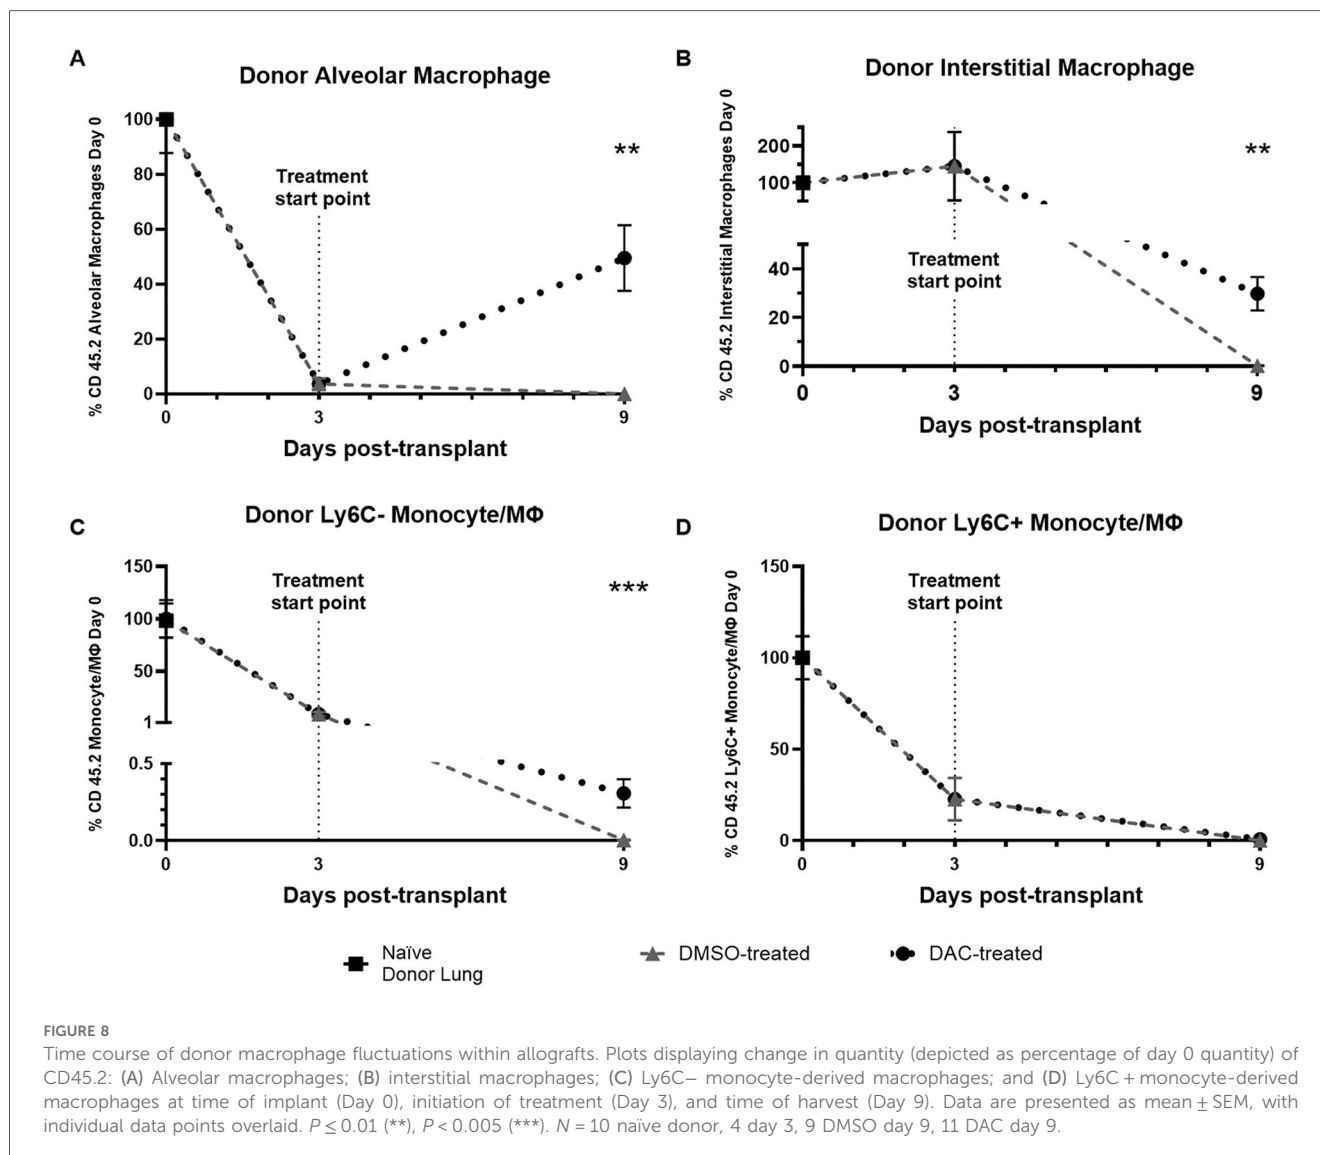 A
Donor Alveolar Macrophage
% CD 45.2 Alveolar Macrophages Day 0
100
80
60
40
20
0
Treatment
start point
**
0
3
9
Days post-transplant
B
Donor Interstitial Macrophage
% CD 45.2 Interstitial Macrophages Day 0
200
100
40
20
0
Treatment
start point
**
0
3
9
Days post-transplant
C
Donor Ly6C- Monocyte/MΦ
% CD 45.2 Monocyte/MΦ Day 0
150
100
50
1
0.5
0.0
Treatment
start point
***
0
3
9
Days post-transplant
D
Donor Ly6C+ Monocyte/MΦ
% CD 45.2 Ly6C+ Monocyte/MΦ Day 0
150
100
50
0
Treatment
start point
0
3
9
Days post-transplant
Naïve
Donor Lung
DMSO-treated
DAC-treated
FIGURE 8
Time course of donor macrophage fluctuations within allografts. Plots displaying change in quantity (depicted as percentage of day 0 quantity) of
CD45.2: (A) Alveolar macrophages; (B) interstitial macrophages; (C) Ly6C− monocyte-derived macrophages; and (D) Ly6C + monocyte-derived
macrophages at time of implant (Day 0), initiation of treatment (Day 3), and time of harvest (Day 9). Data are presented as mean ± SEM, with
individual data points overlaid. P ≤ 0.01 (**), P < 0.005 (***). N = 10 naïve donor, 4 day 3, 9 DMSO day 9, 11 DAC day 9.